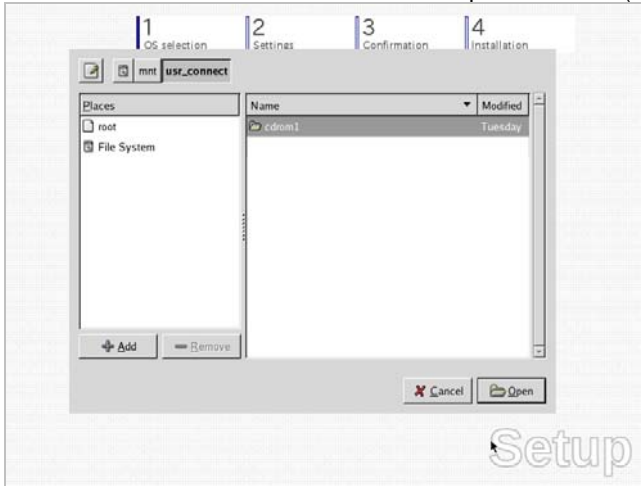 1 2 3 4
OS selection Settings Confirmation Installation
mnt usr_connect
Places Name Modified
root cdrom1 Tuesday
File System
Add Remove
Cancel Open
Setup